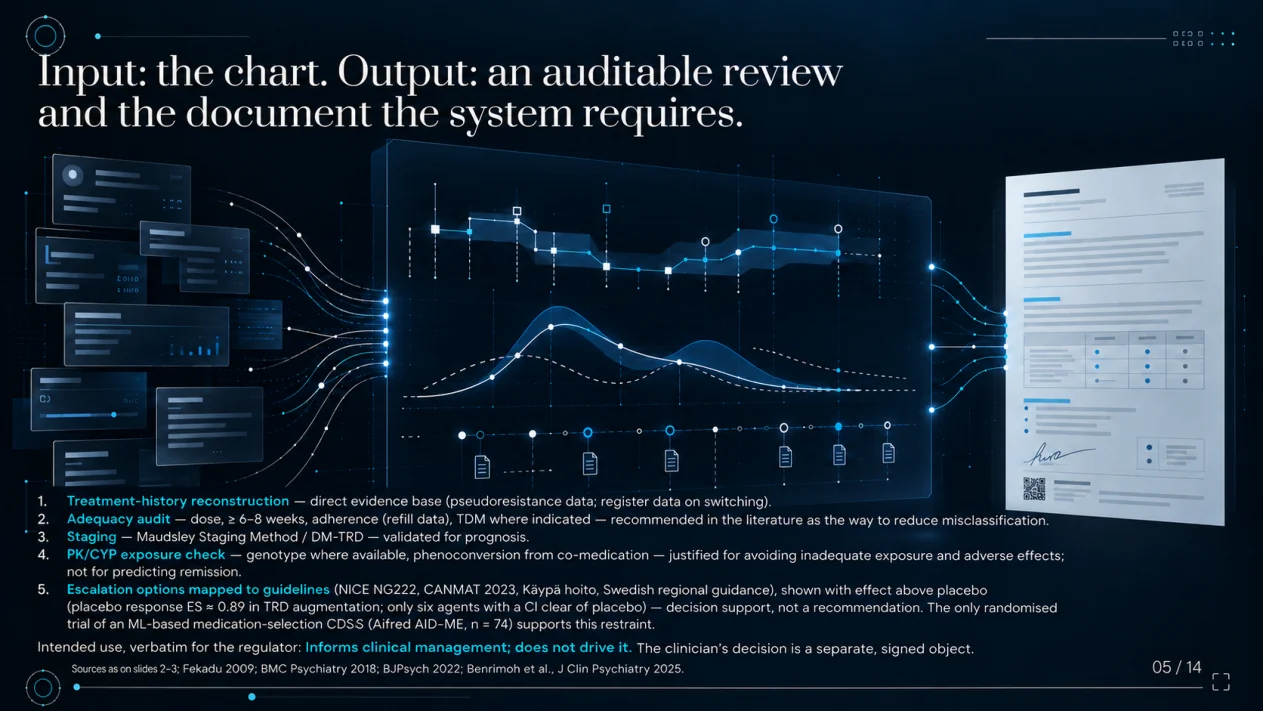 Input: the chart. Output: an auditable review
and the document the system requires.
1. Treatment-history reconstruction — direct evidence base (pseudoresistance data; register data on switching).
2. Adequacy audit — dose, ≥ 6–8 weeks, adherence (refill data), TDM where indicated — recommended in the literature as the way to reduce misclassification.
3. Staging — Maudsley Staging Method / DM-TRD — validated for prognosis.
4. PK/CYP exposure check — genotype where available, phenoconversion from co-medication — justified for avoiding inadequate exposure and adverse effects;
not for predicting remission.
5. Escalation options mapped to guidelines (NICE NG222, CANMAT 2023, Käypä hoito, Swedish regional guidance), shown with effect above placebo
(placebo response ES ≈ 0.89 in TRD augmentation; only six agents with a CI clear of placebo) — decision support, not a recommendation. The only randomised
trial of an ML-based medication-selection CDSS (Aifred AID-ME, n = 74) supports this restraint.
Intended use, verbatim for the regulator: Informs clinical management; does not drive it. The clinician's decision is a separate, signed object.
Sources as on slides 2–3; Fekadu 2009; BMC Psychiatry 2018; BJPsych 2022; Benrimoh et al., J Clin Psychiatry 2025.
05 / 14